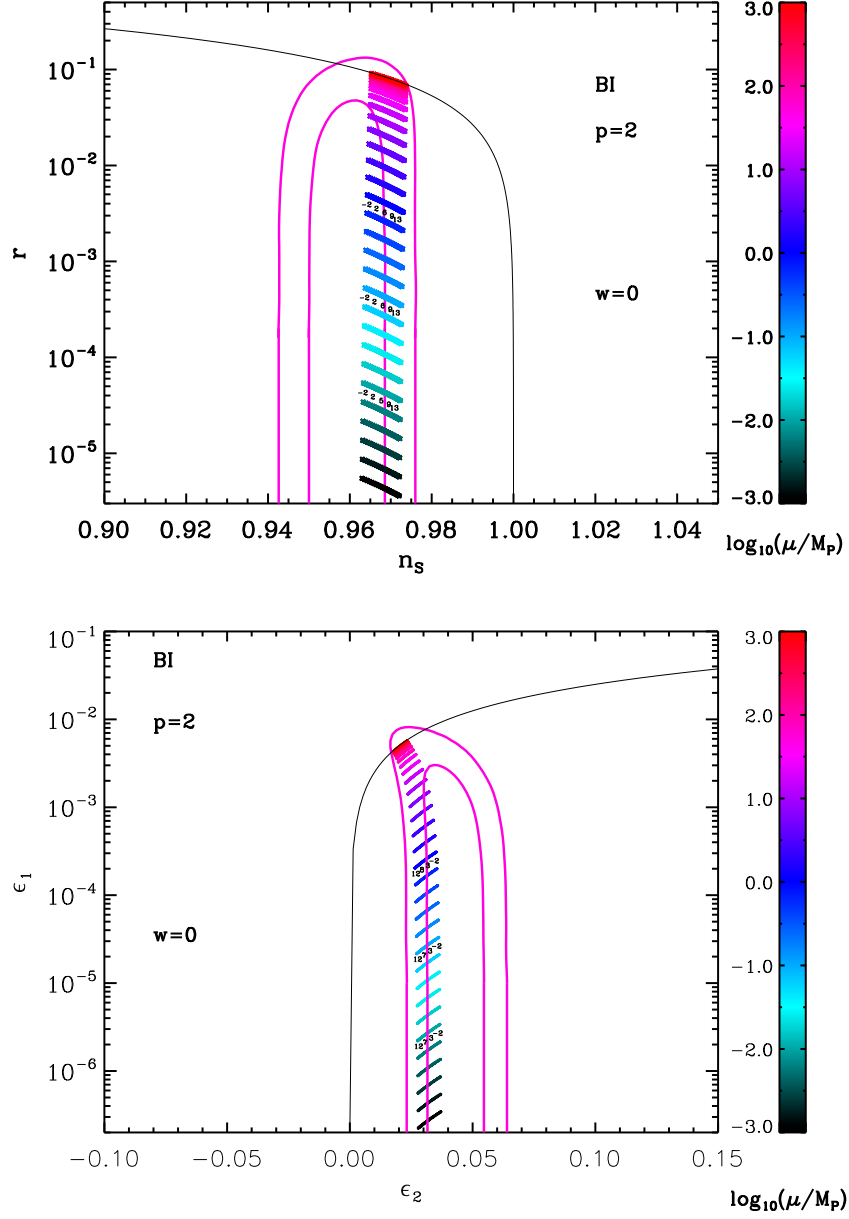 3.0
10⁻¹
BI
2.0
p=2
10⁻²
1.0
r
10⁻³
w=0
0.0
10⁻⁴
-1.0
-2.0
10⁻⁵
-3.0
0.90 0.92 0.94 0.96 0.98 1.00 1.02 1.04
n_S
log₁₀(μ/M_P)
10⁻¹
BI
3.0
10⁻²
p=2
2.0
10⁻³
1.0
ϵ₁
0.0
10⁻⁴
w=0
-1.0
10⁻⁵
10⁻⁶
-2.0
-3.0
-0.10 -0.05 0.00 0.05 0.10 0.15
ϵ₂
log₁₀(μ/M_P)